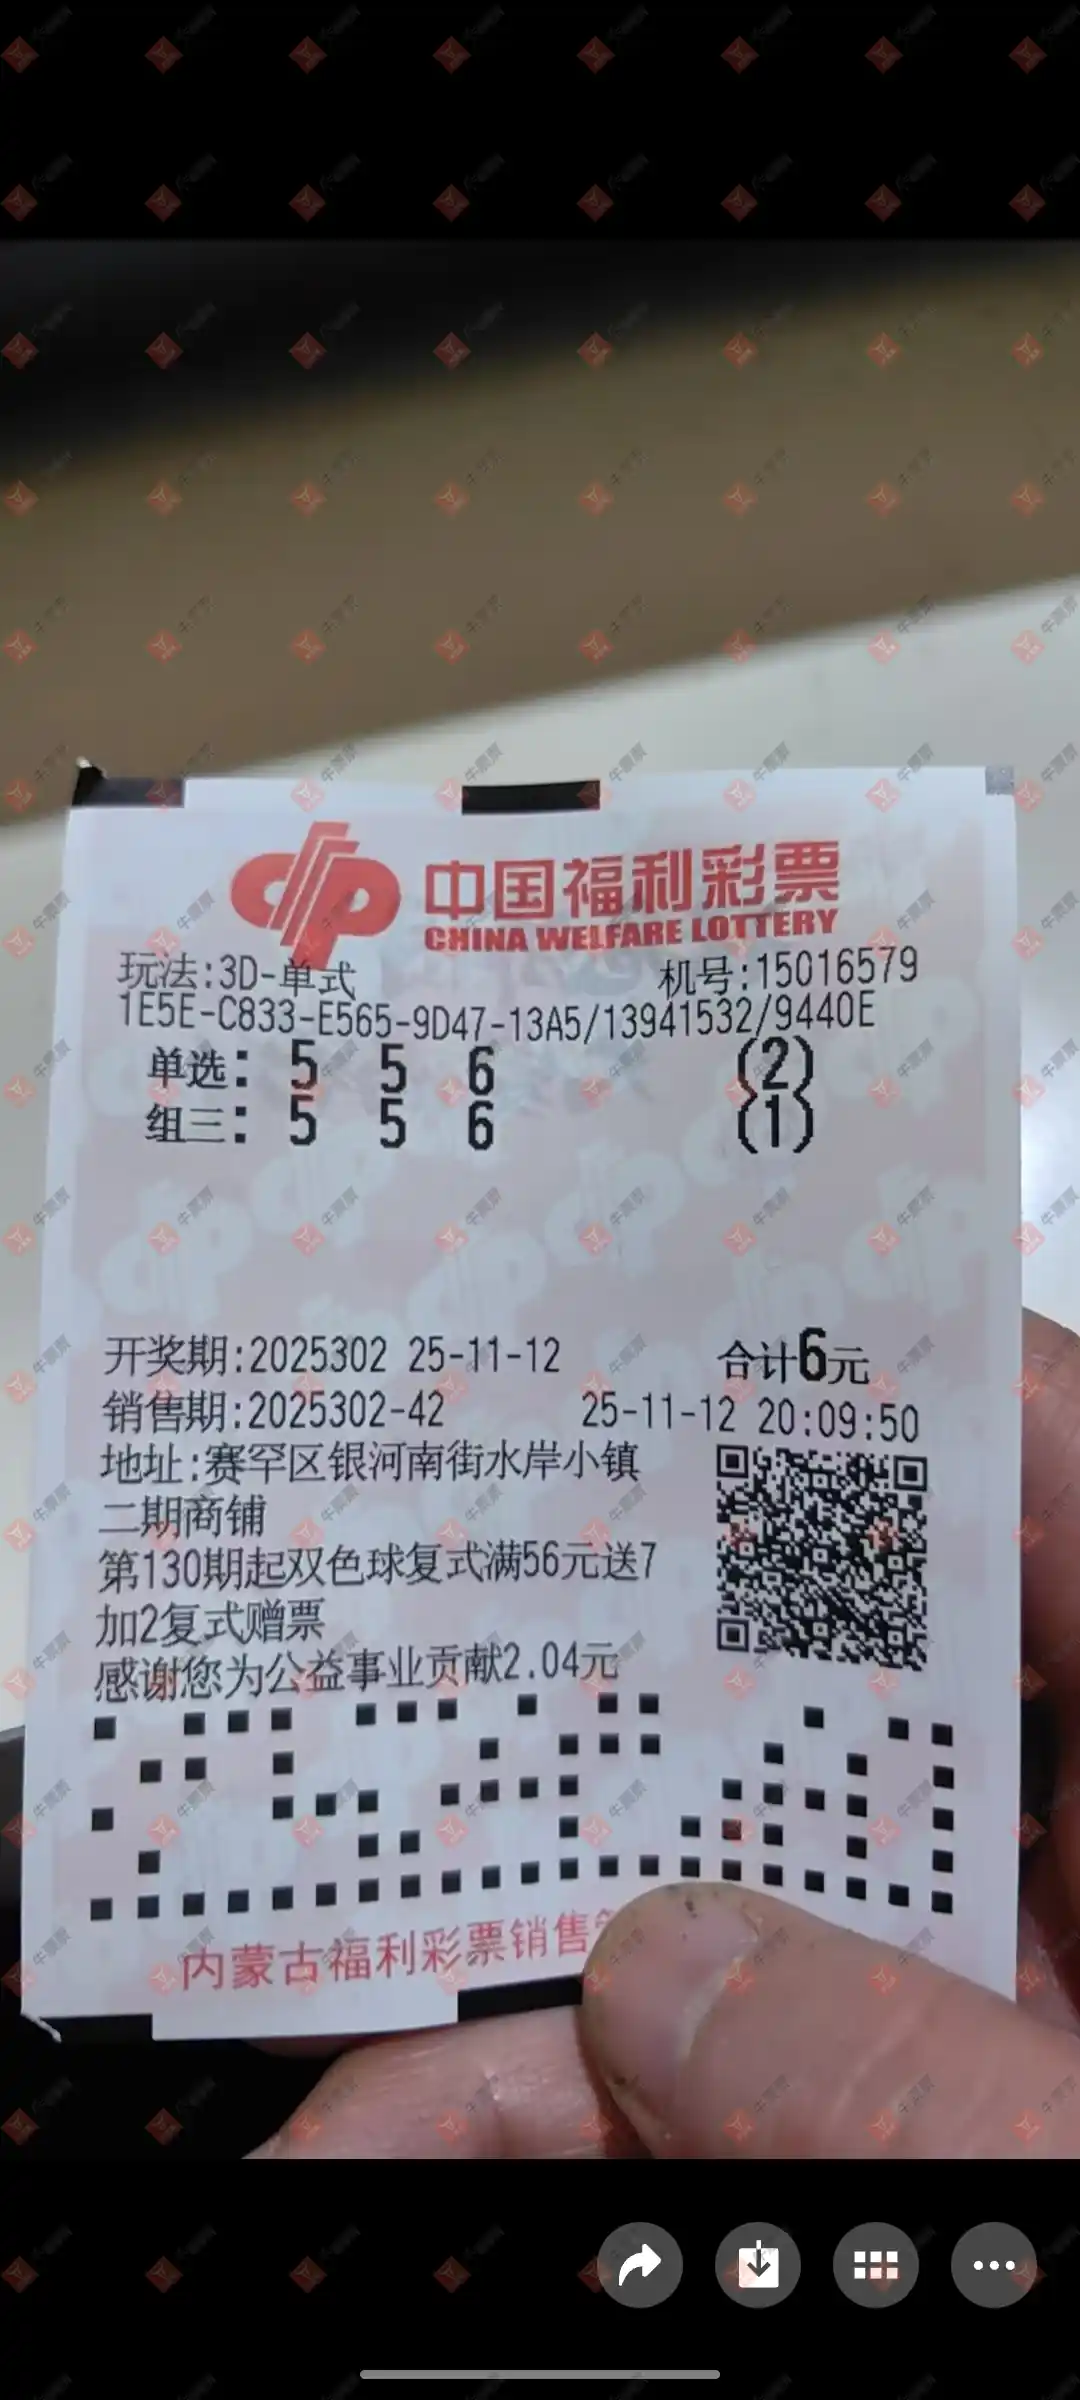 中国福利彩票
CHINA WELFARE LOTTERY
玩法:3D-单式 机号:15016579
1E5E-C833-E565-9D47-13A5/13941532/9440E
单选: 5 5 6 (2)
组三: 5 5 6 (1)
开奖期:2025302 25-11-12 合计6元
销售期:2025302-42 25-11-12 20:09:50
地址:赛罕区银河南街水岸小镇
二期商铺
第130期起双色球复式满56元送7
加2复式赠票
感谢您为公益事业贡献2.04元
内蒙古福利彩票销售
牛票票